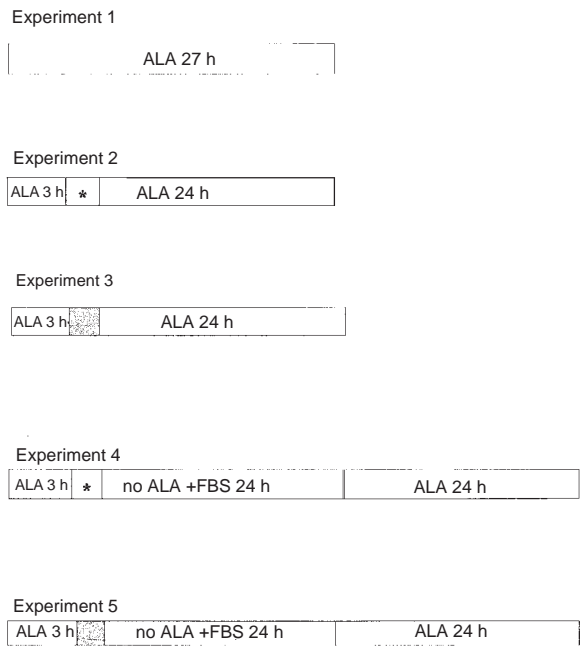 Experiment 1
ALA 27 h
Experiment 2
ALA 3 h * ALA 24 h
Experiment 3
ALA 3 h ALA 24 h
Experiment 4
ALA 3 h * no ALA +FBS 24 h ALA 24 h
Experiment 5
ALA 3 h no ALA +FBS 24 h ALA 24 h